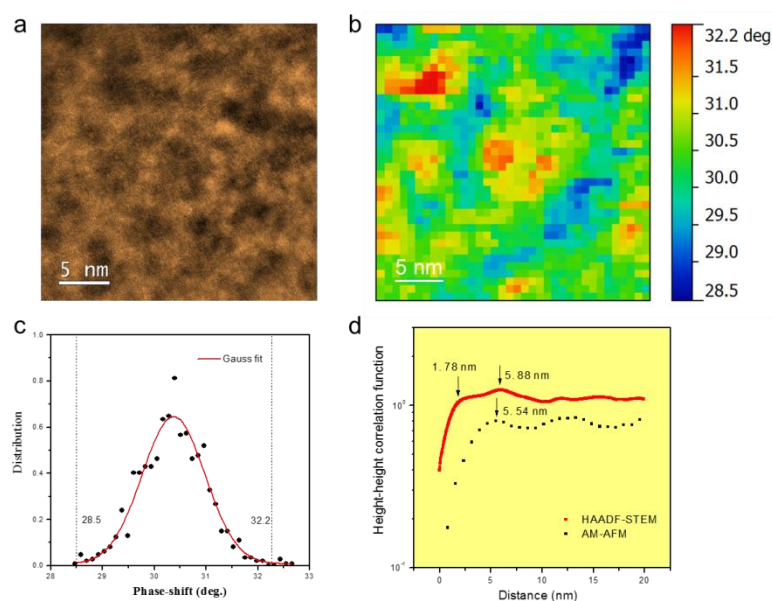 a
b
5 nm
5 nm
32.2 deg
31.5
31.0
30.5
30.0
29.5
29.0
28.5
c
Distribution
1.0
0.8
0.6
0.4
0.2
0.0
Gauss fit
28.5
32.2
28 29 30 31 32 33
Phase-shift (deg.)
d
Height-height correlation function
10⁰
10⁻¹
1.78 nm
5.88 nm
5.54 nm
HAADF-STEM
AM-AFM
0 5 10 15 20
Distance (nm)